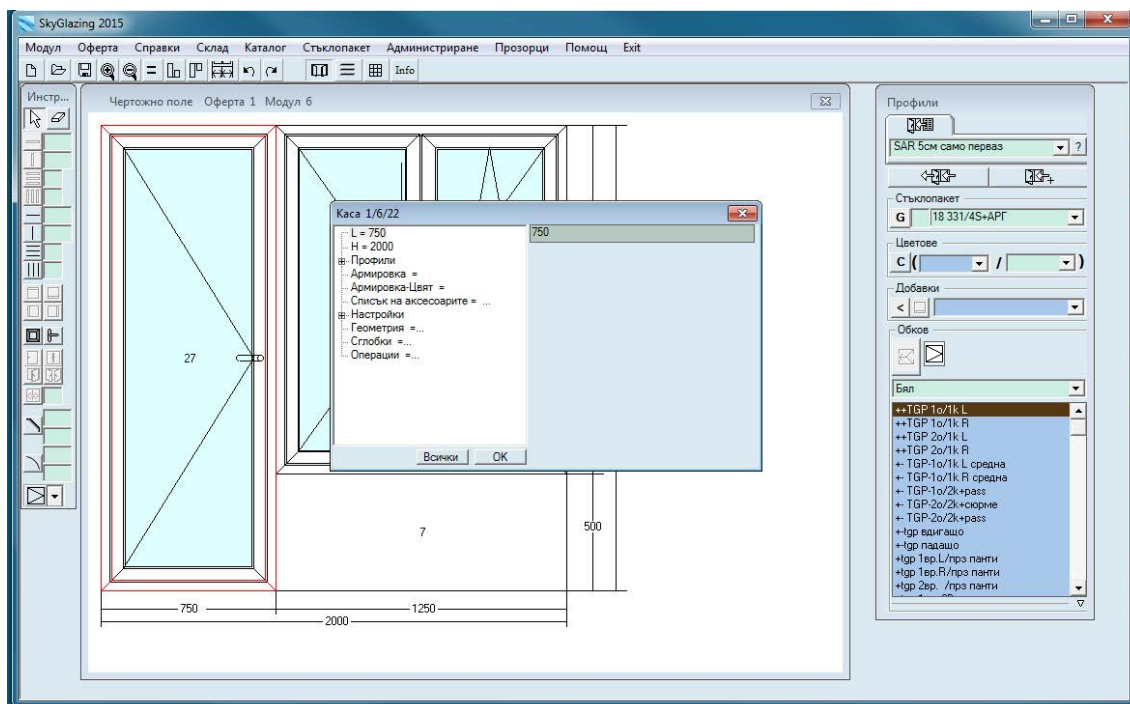 SkyGlazing 2015
Модул Оферта Справки Склад Каталог Стъклопакет Администриране Прозорци Помощ Exit
Info
Инстр...
Чертожно поле Оферта 1 Модул 6
27
7
500
750
1250
2000
Каса 1/6/22
L = 750
H = 2000
Профили
Армировка =
Армировка-Цвят =
Списък на аксесоарите = ...
Настройки
Геометрия =...
Сглобки =...
Операции =...
750
Всички OK
Профили
SAR 5см само перваз ?
Стъклопакет
G 18 331/4S+АРГ
Цветове
C ( / )
Добавки
<
Обков
Бял
++TGP 1o/1k L
++TGP 1o/1k R
++TGP 2o/1k L
++TGP 2o/1k R
+- TGP-1o/1k L средна
+- TGP-1o/1k R средна
+- TGP-1o/2k+pass
+- TGP-2o/2k+сюрме
+- TGP-2o/2k+pass
+-tgp вдигащо
+-tgp падащо
+tgp 1вр.L/прз панти
+tgp 1вр.R/прз панти
+tgp 2вр. /прз панти